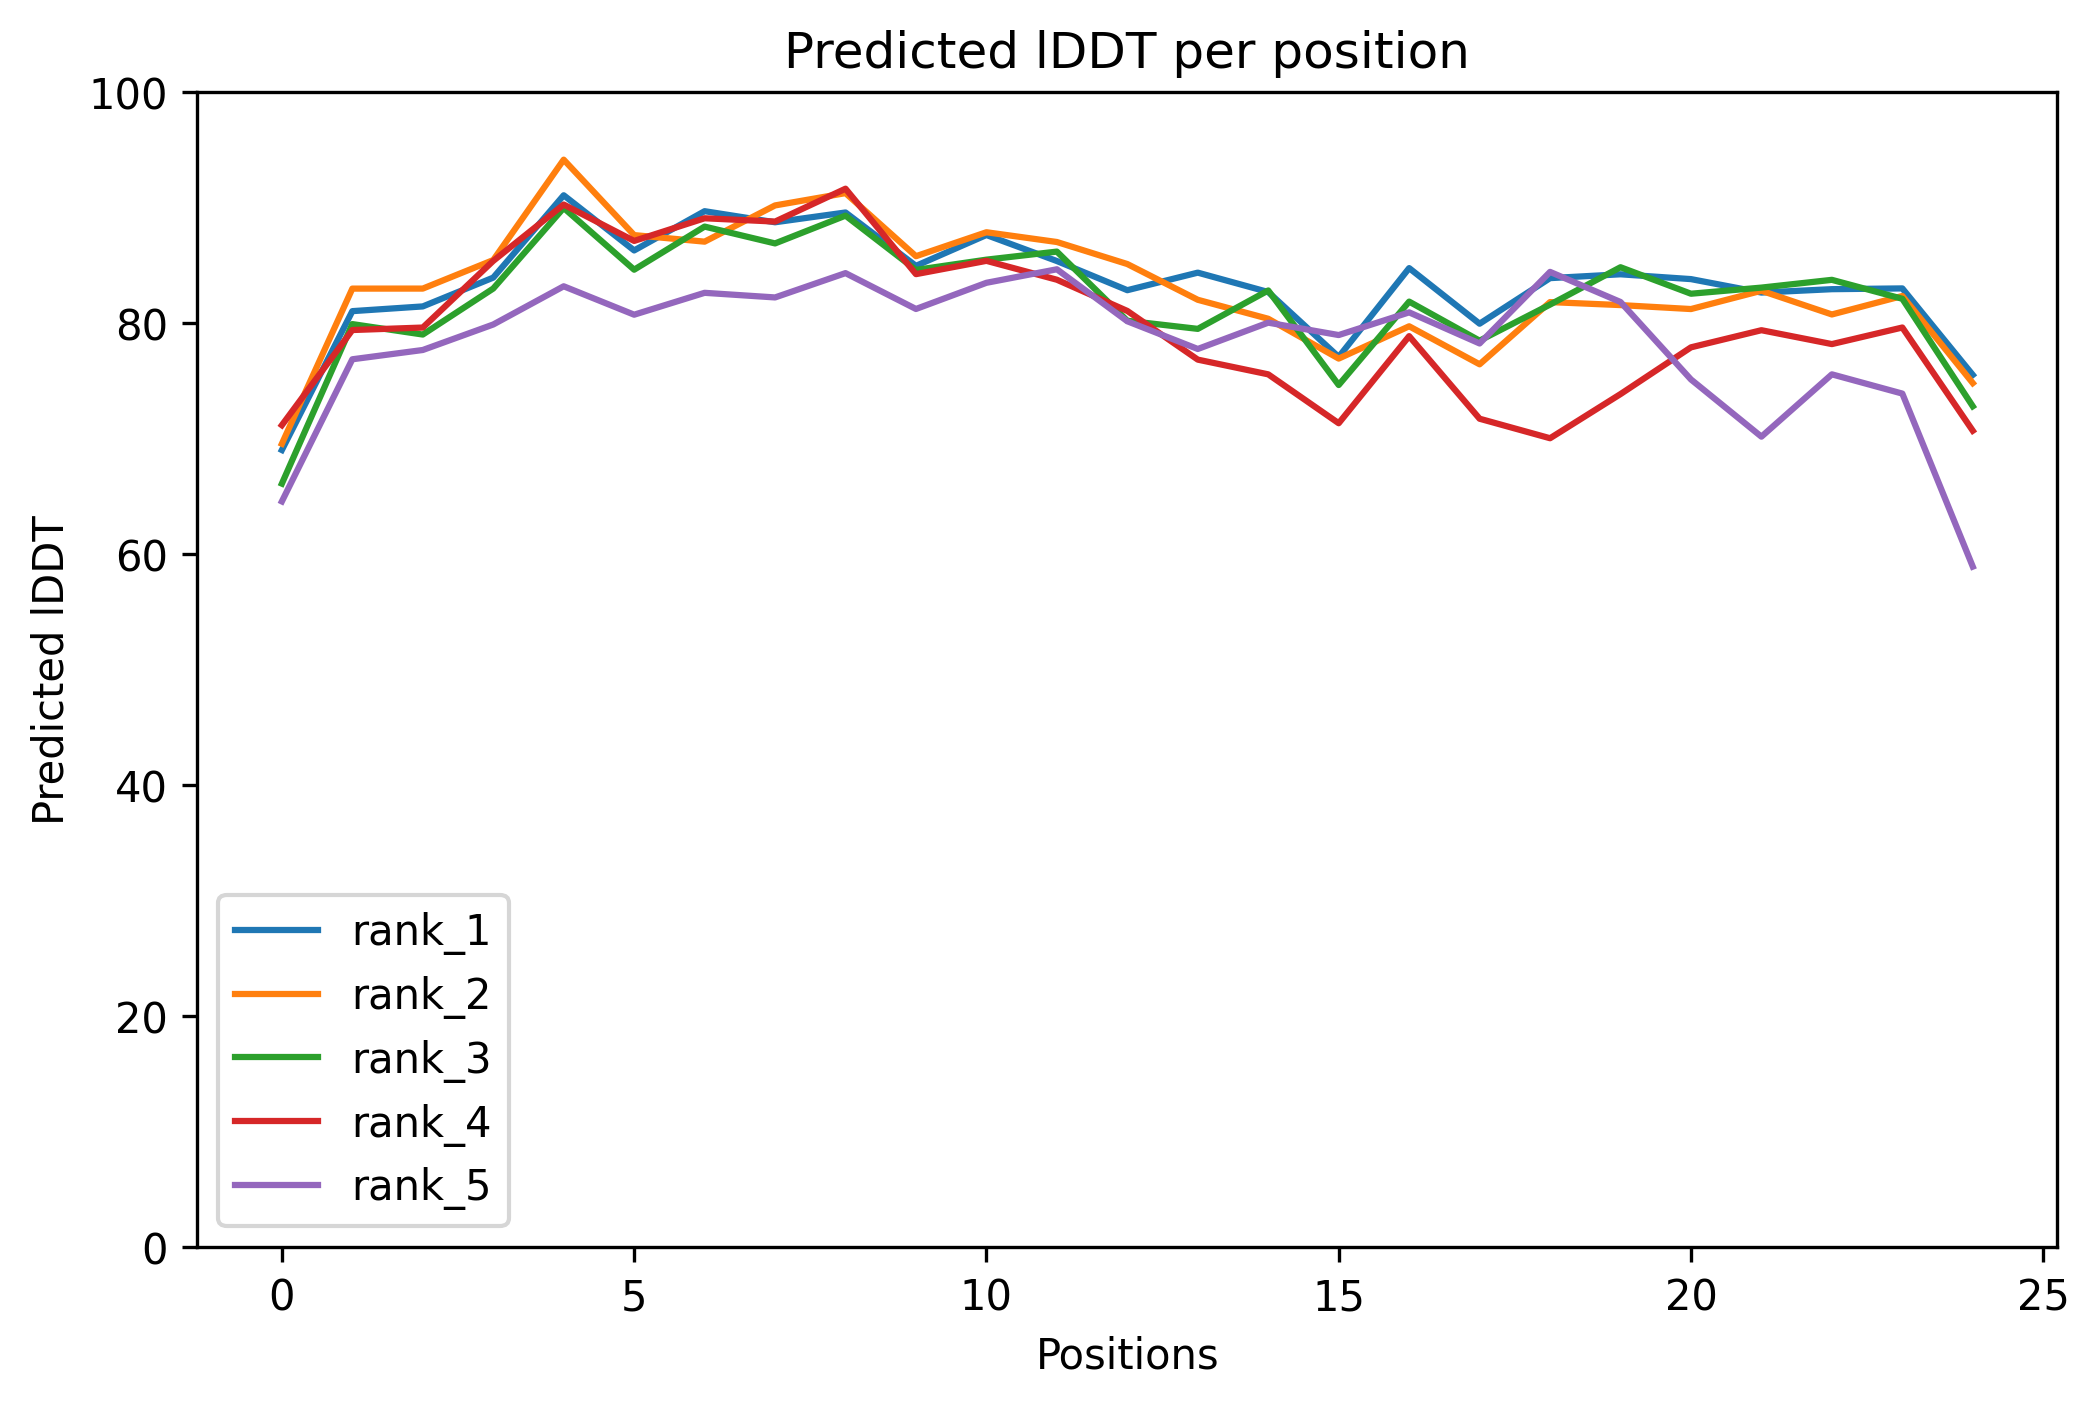 Predicted lDDT per position
100
80
60
40
20
0
Predicted lDDT
rank_1
rank_2
rank_3
rank_4
rank_5
0 5 10 15 20 25
Positions